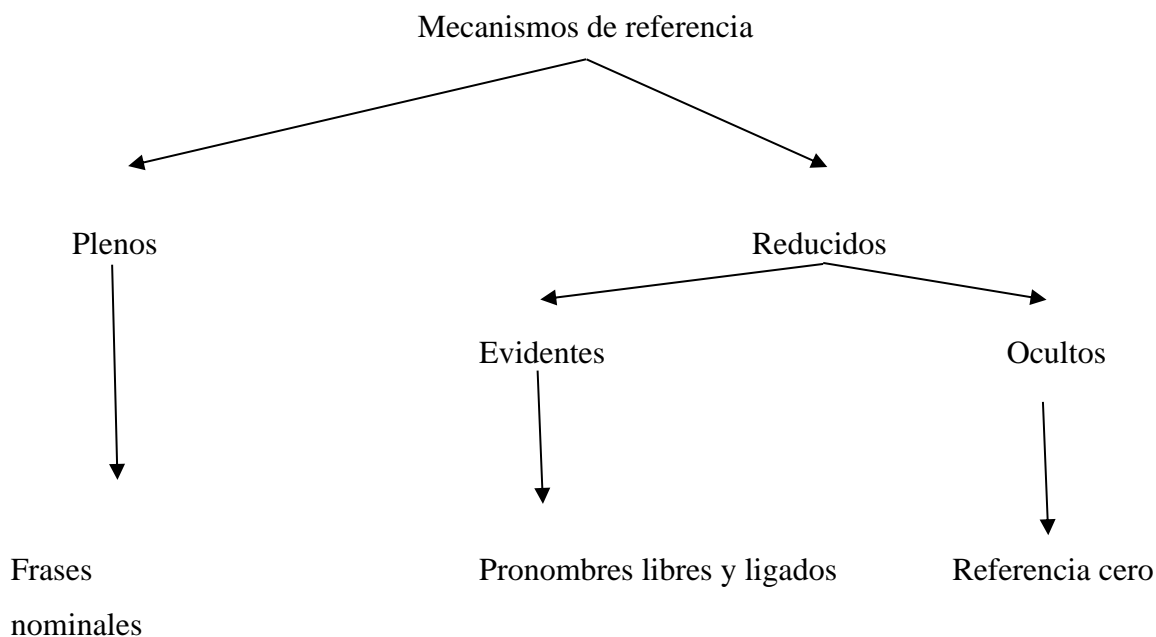 Mecanismos de referencia
Plenos
Reducidos
Evidentes
Ocultos
Frases
nominales
Pronombres libres y ligados
Referencia cero